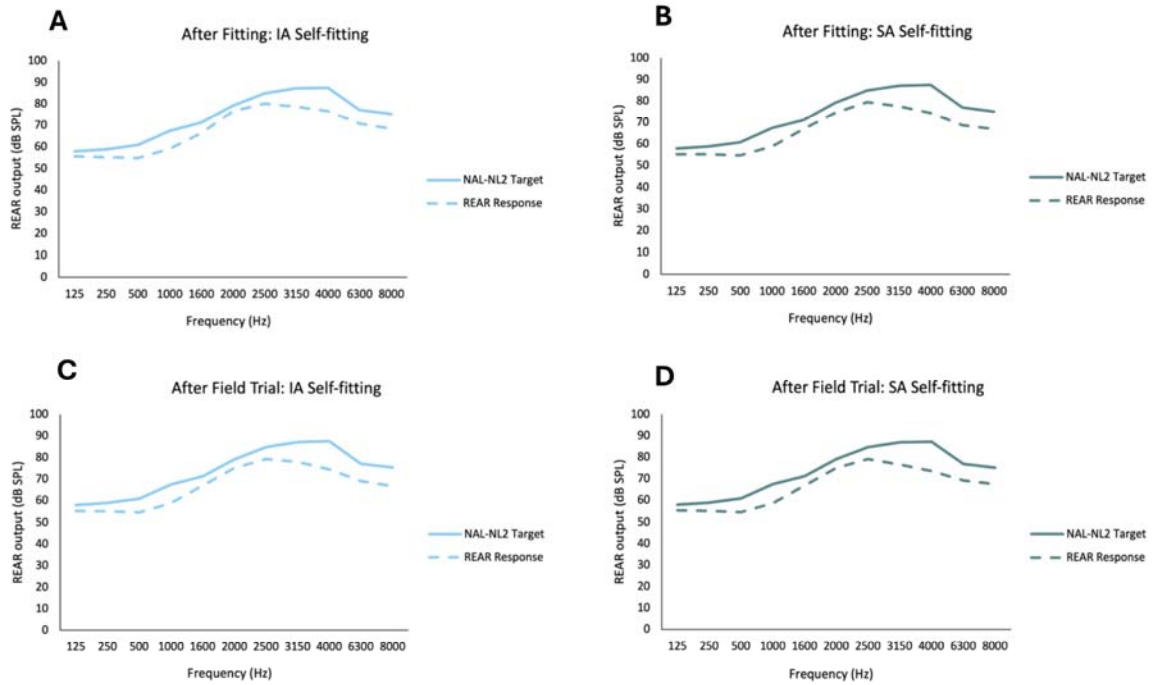 A
After Fitting: IA Self-fitting
100
90
80
70
60
50
40
30
20
10
0
REAR output (dB SPL)
125 250 500 1000 1600 2000 2500 3150 4000 6300 8000
Frequency (Hz)
NAL-NL2 Target
REAR Response
B
After Fitting: SA Self-fitting
100
90
80
70
60
50
40
30
20
10
0
REAR output (dB SPL)
125 250 500 1000 1600 2000 2500 3150 4000 6300 8000
Frequency (Hz)
NAL-NL2 Target
REAR Response
C
After Field Trial: IA Self-fitting
100
90
80
70
60
50
40
30
20
10
0
REAR output (dB SPL)
125 250 500 1000 1600 2000 2500 3150 4000 6300 8000
Frequency (Hz)
NAL-NL2 Target
REAR Response
D
After Field Trial: SA Self-fitting
100
90
80
70
60
50
40
30
20
10
0
REAR output (dB SPL)
125 250 500 1000 1600 2000 2500 3150 4000 6300 8000
Frequency (Hz)
NAL-NL2 Target
REAR Response